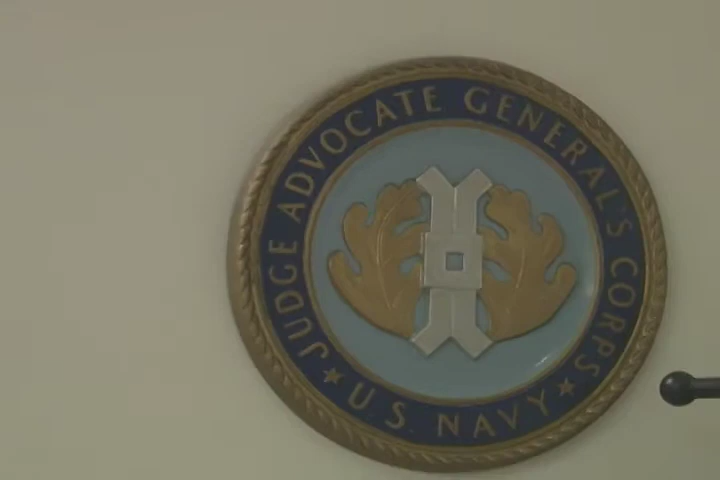 JUDGE ADVOCATE GENERAL'S CORPS
★ U.S. NAVY ★